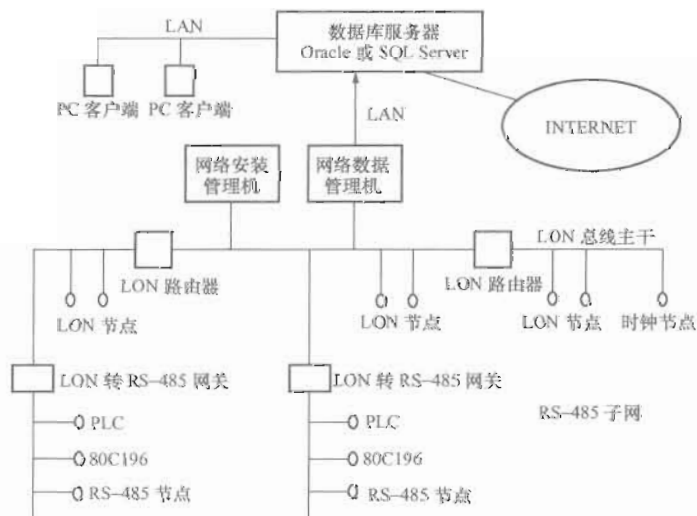 LAN
数据库服务器
Oracle 或 SQL Server
PC 客户端 PC 客户端
LAN
INTERNET
网络安装
管理机
网络数据
管理机
LON 总线主干
LON 路由器
LON 路由器
LON 节点
LON 节点
LON 节点
时钟节点
LON 转 RS-485 网关
LON 转 RS-485 网关
RS-485 子网
PLC
PLC
80C196
80C196
RS-485 节点
RS-485 节点